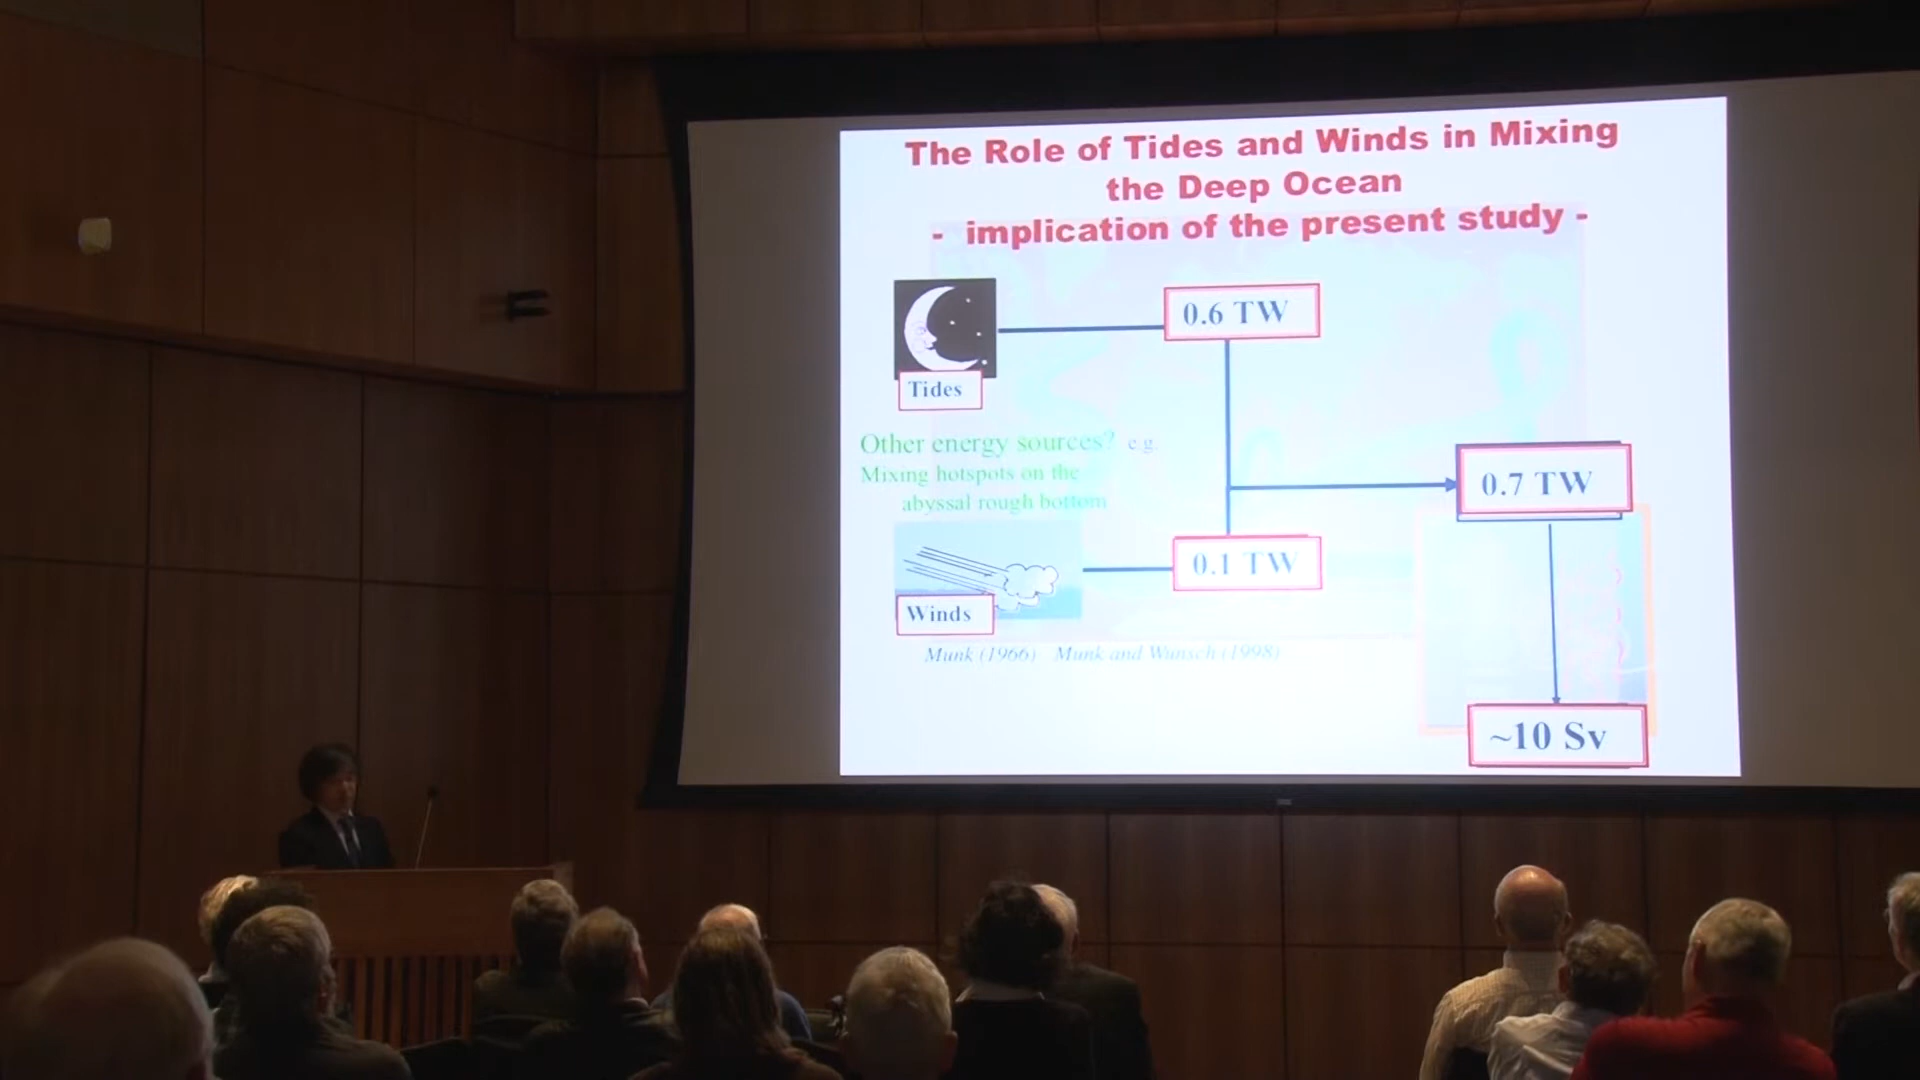 The Role of Tides and Winds in Mixing
the Deep Ocean
- implication of the present study -
0.6 TW
Tides
Other energy sources? e.g.
Mixing hotspots on the
abyssal rough bottom
0.7 TW
0.1 TW
Winds
Munk (1966) Munk and Wunsch (1998)
~10 Sv